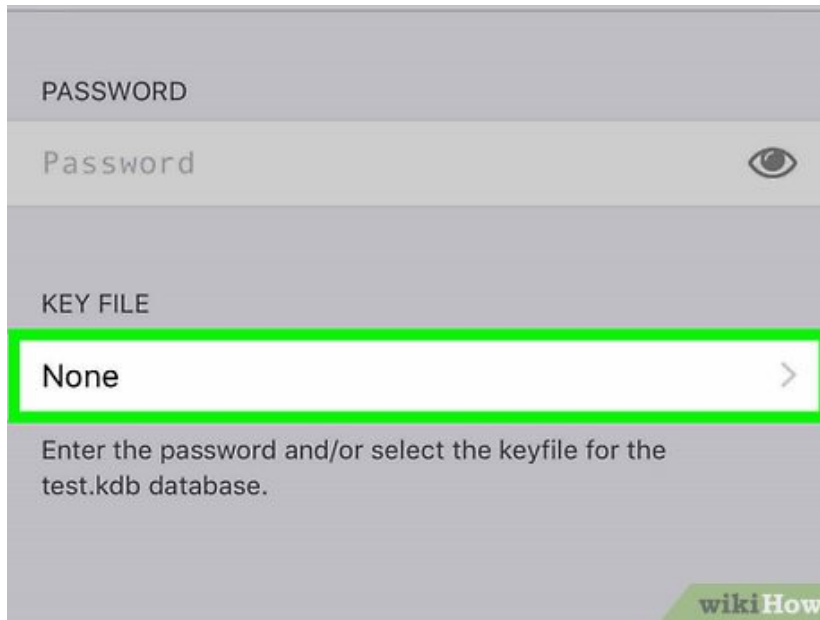 PASSWORD
Password
KEY FILE
None
Enter the password and/or select the keyfile for the
test.kdb database.
wikiHow